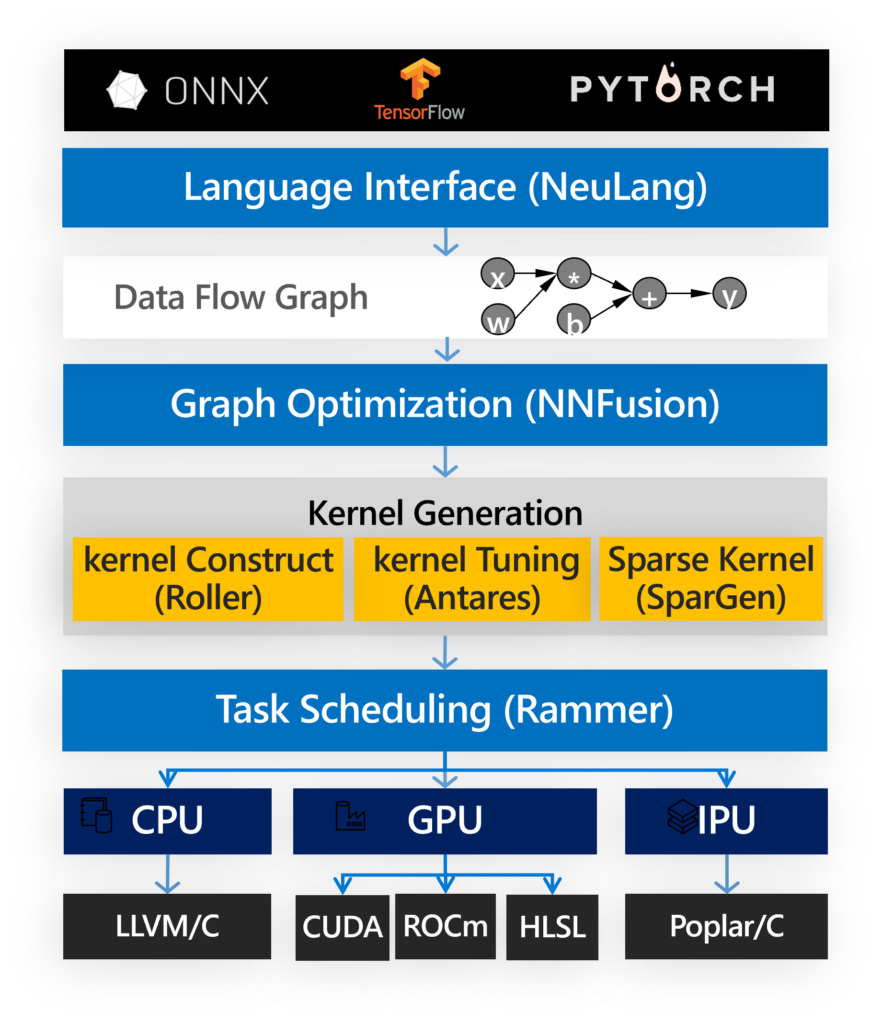 ONNX
TensorFlow
PYTORCH
Language Interface (NeuLang)
Data Flow Graph
x
*
w
b
+
y
Graph Optimization (NNFusion)
Kernel Generation
kernel Construct
(Roller)
kernel Tuning
(Antares)
Sparse Kernel
(SparGen)
Task Scheduling (Rammer)
CPU
GPU
IPU
LLVM/C
CUDA
ROCm
HLSL
Poplar/C